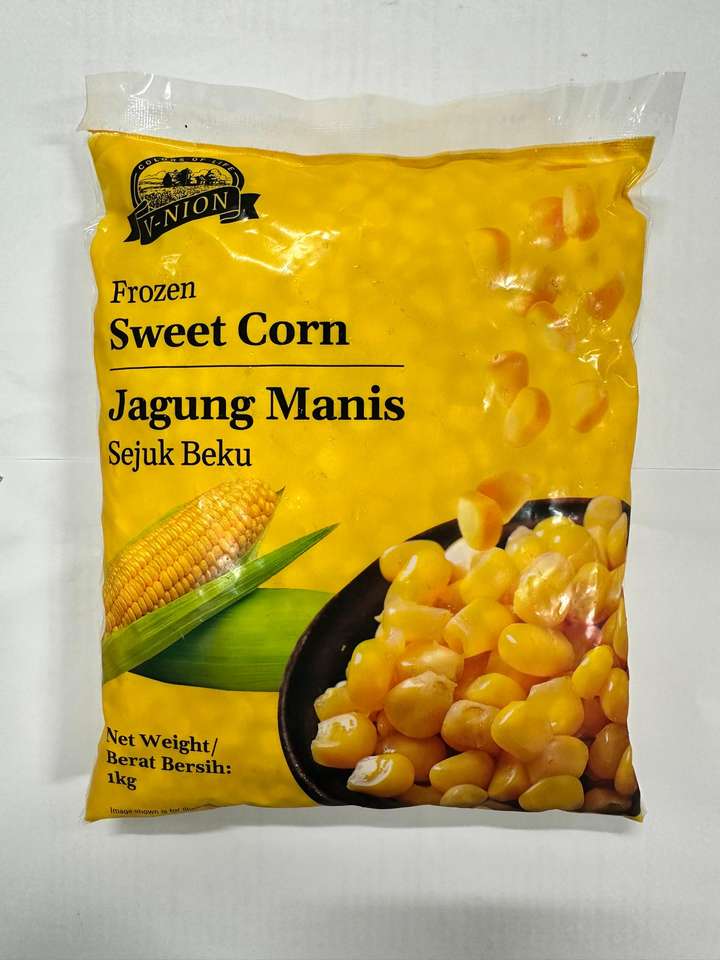 COLORS OF LIFE
V-NION
Frozen
Sweet Corn
Jagung Manis
Sejuk Beku
Net Weight/
Berat Bersih:
1kg
Image shown is for